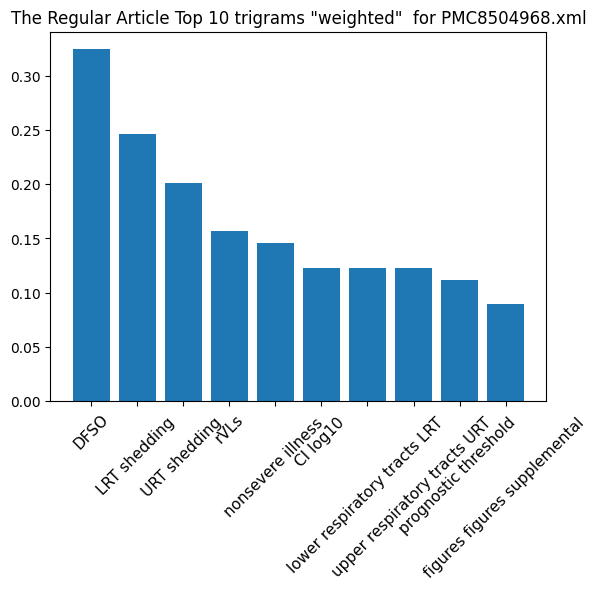 The Regular Article Top 10 trigrams "weighted"  for PMC8504968.xml
0.30
0.25
0.20
0.15
0.10
0.05
0.00
DFSO
LRT shedding
URT shedding
rVLs
nonsevere illness
CI log10
lower respiratory tracts LRT
upper respiratory tracts URT
prognostic threshold
figures figures supplemental